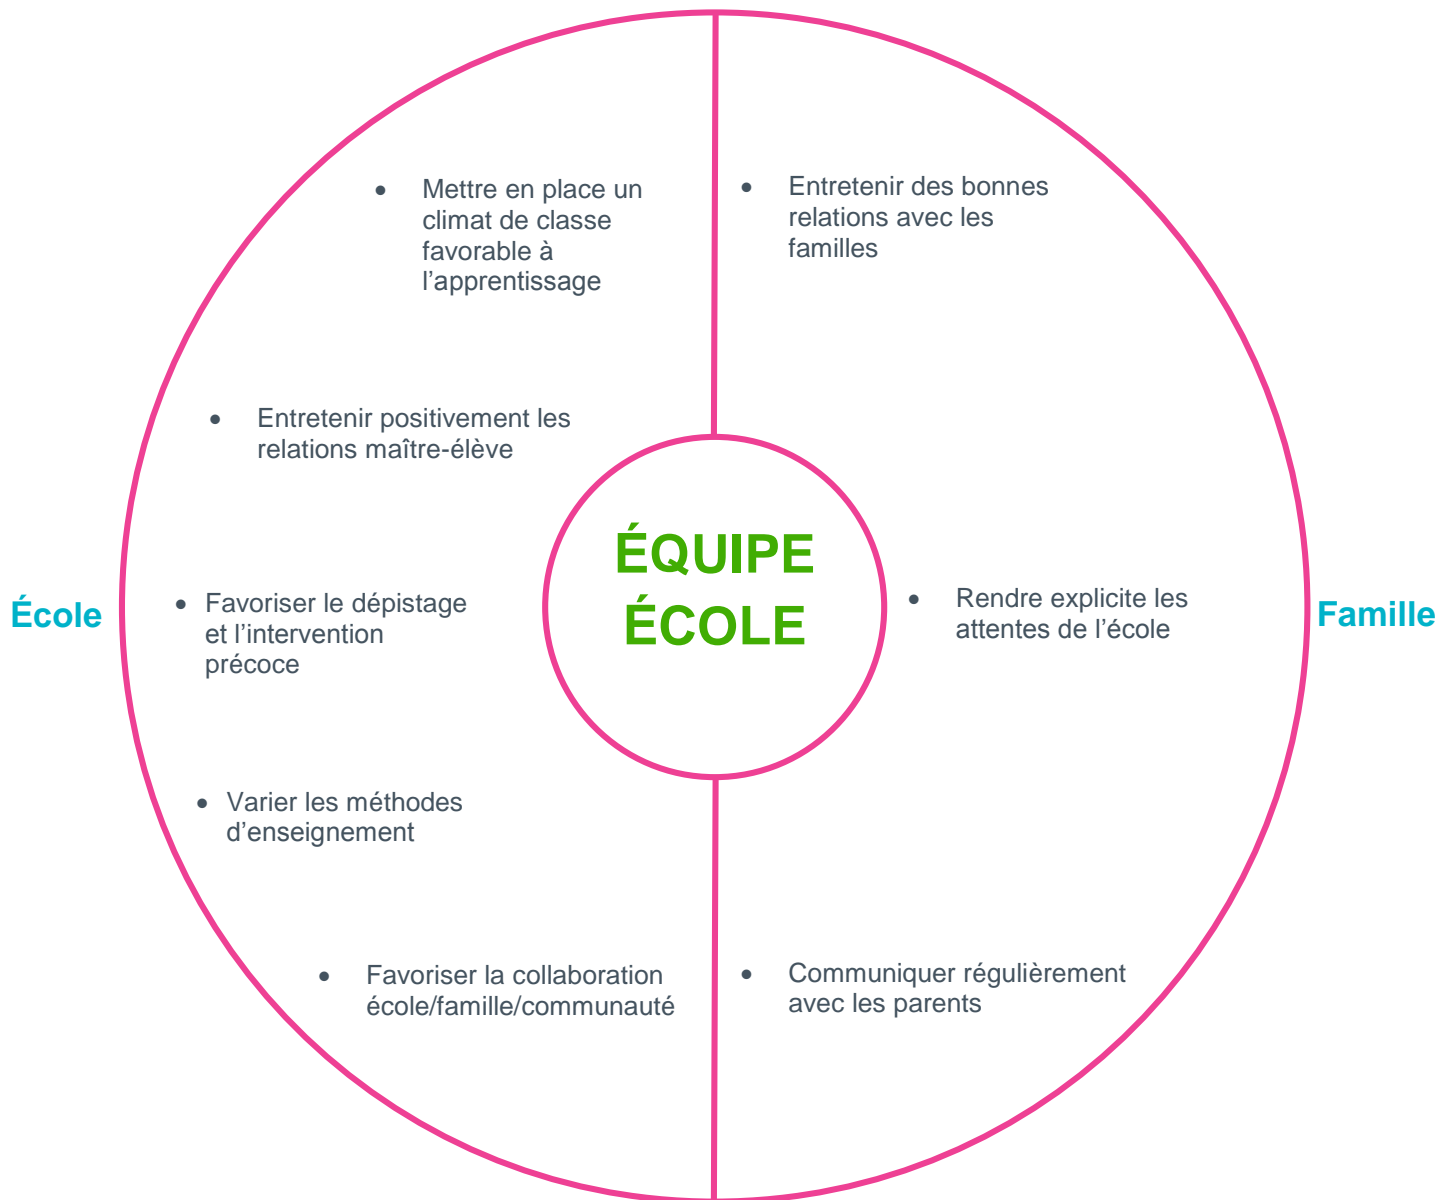 Mettre en place un
climat de classe
favorable à
l’apprentissage
Entretenir positivement les
relations maître-élève
École
Favoriser le dépistage
et l’intervention
précoce
Varier les méthodes
d’enseignement
Favoriser la collaboration
école/famille/communauté
ÉQUIPE
ÉCOLE
Entretenir des bonnes
relations avec les
familles
Rendre explicite les
attentes de l’école
Famille
Communiquer régulièrement
avec les parents